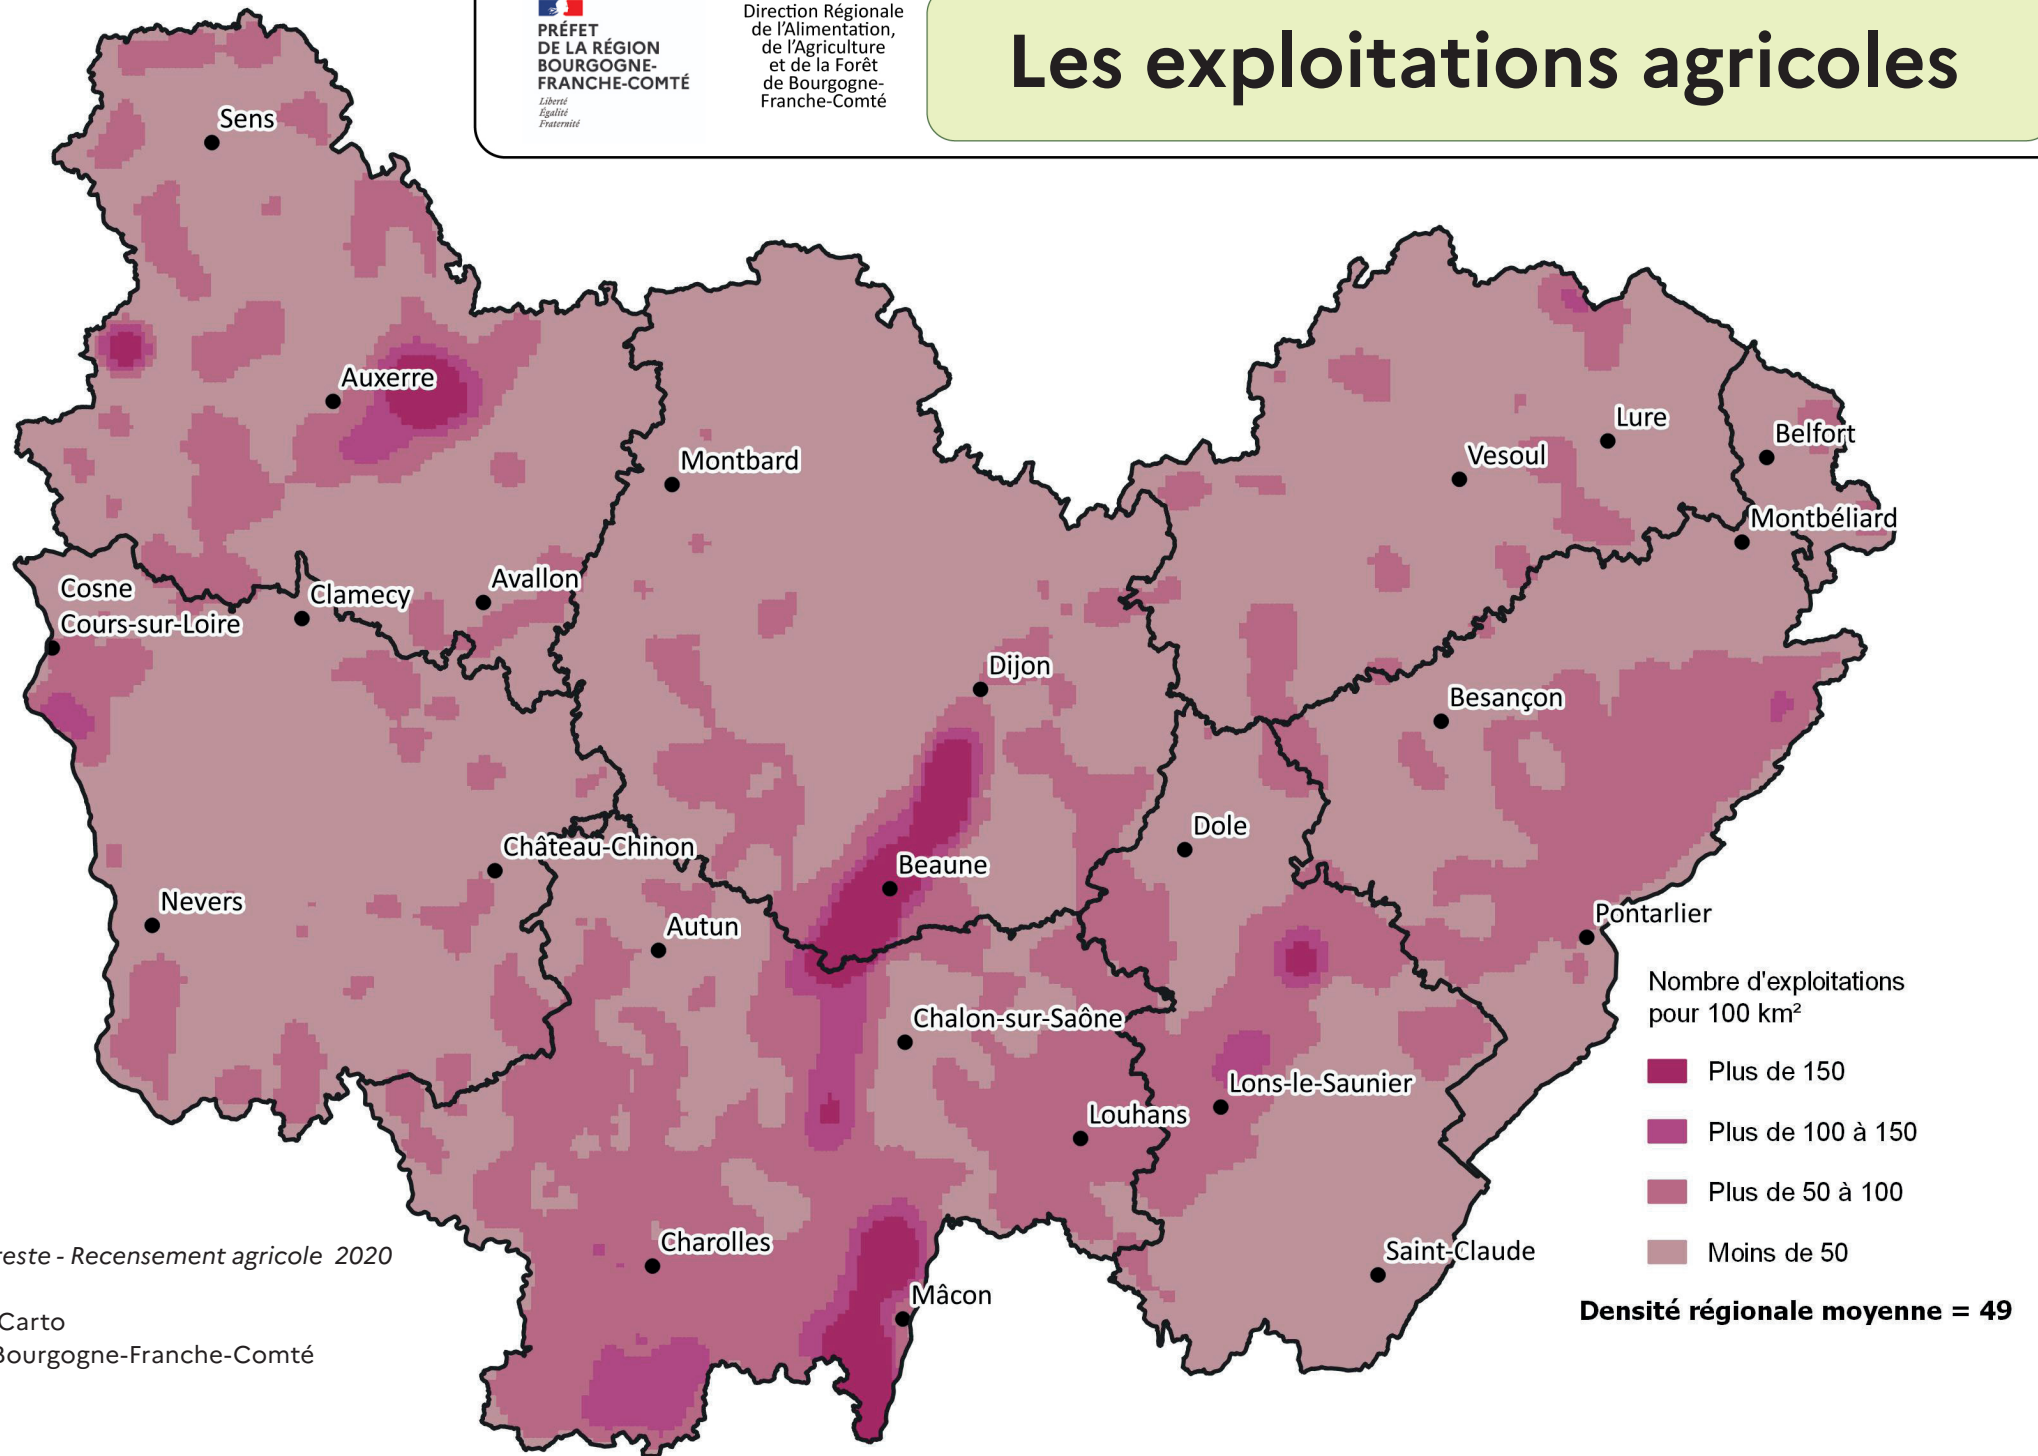 PRÉFET
DE LA RÉGION
BOURGOGNE-
FRANCHE-COMTÉ
Liberté
Égalité
Fraternité
Direction Régionale
de l'Alimentation,
de l'Agriculture
et de la Forêt
de Bourgogne-
Franche-Comté
Les exploitations agricoles
Sens
Auxerre
Montbard
Lure
Vesoul
Belfort
Montbéliard
Avallon
Cosne
Cours-sur-Loire
Clamecy
Dijon
Besançon
Dole
Château-Chinon
Beaune
Nevers
Autun
Pontarlier
Chalon-sur-Saône
Lons-le-Saunier
Louhans
Charolles
Mâcon
Saint-Claude
Nombre d'exploitations
pour 100 km²
Plus de 150
Plus de 100 à 150
Plus de 50 à 100
Moins de 50
Densité régionale moyenne = 49
reste - Recensement agricole 2020
Carto
Bourgogne-Franche-Comté